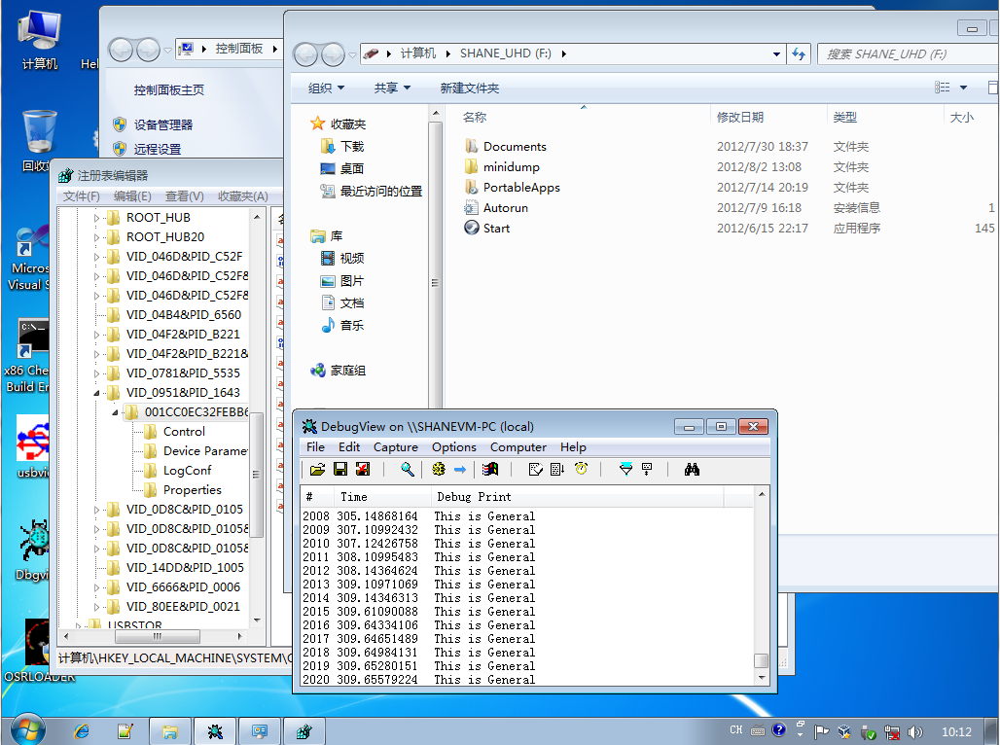 计算机
Hel
回收
Micros
Visual S
C:\_
x86 Che
Build En
usbvi
Dbgvi
OSRLOADER
控制面板
控制面板主页
设备管理器
远程设置
计算机 SHANE_UHD (F:)
搜索 SHANE_UHD (F:)
组织 共享 新建文件夹
收藏夹
下载
桌面
最近访问的位置
库
视频
图片
文档
音乐
家庭组
名称 修改日期 类型 大小
Documents 2012/7/30 18:37 文件夹
minidump 2012/8/2 13:08 文件夹
PortableApps 2012/7/14 20:19 文件夹
Autorun 2012/7/9 16:18 安装信息 1
Start 2012/6/15 22:17 应用程序 145
注册表编辑器
文件(F) 编辑(E) 查看(V) 收藏夹(A)
ROOT_HUB
ROOT_HUB20
VID_046D&PID_C52F
VID_046D&PID_C52F&
VID_046D&PID_C52F&
VID_04B4&PID_6560
VID_04F2&PID_B221
VID_04F2&PID_B221&
VID_0781&PID_5535
VID_0951&PID_1643
001CC0EC32FEBB6
Control
Device Parame
LogConf
Properties
VID_0D8C&PID_0105
VID_0D8C&PID_0105&
VID_0D8C&PID_0105&
VID_14DD&PID_1005
VID_6666&PID_0006
VID_80EE&PID_0021
USBSTOR
计算机\HKEY_LOCAL_MACHINE\SYSTEM\C
DebugView on \\SHANEVM-PC (local)
File Edit Capture Options Computer Help
# Time Debug Print
2008 305.14868164 This is General
2009 307.10992432 This is General
2010 307.12426758 This is General
2011 308.10995483 This is General
2012 308.14364624 This is General
2013 309.10971069 This is General
2014 309.14346313 This is General
2015 309.61090088 This is General
2016 309.64334106 This is General
2017 309.64651489 This is General
2018 309.64984131 This is General
2019 309.65280151 This is General
2020 309.65579224 This is General
CH
10:12